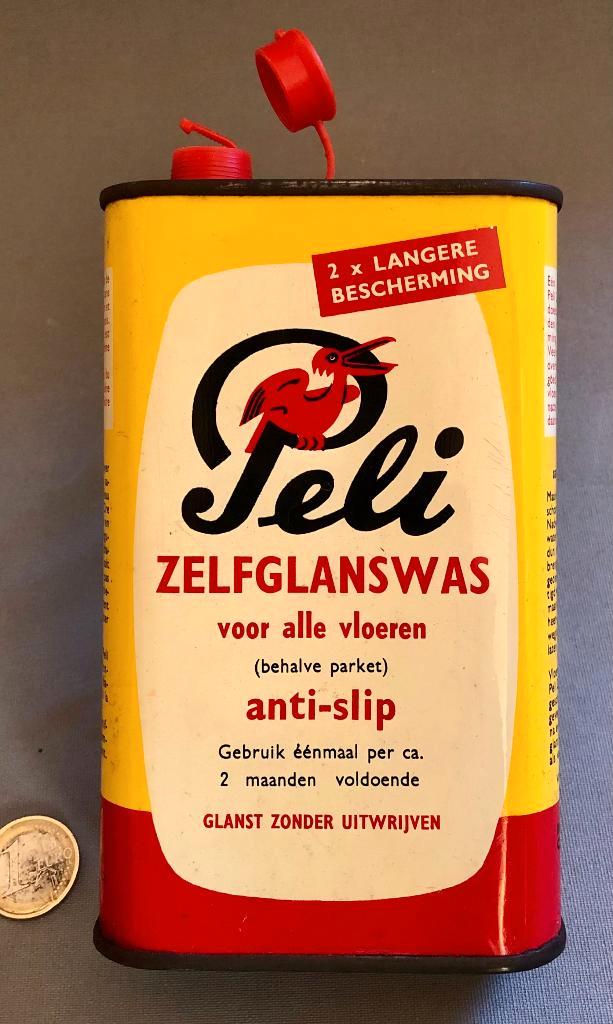 2 x LANGERE
BESCHERMING
Peli
ZELFGLANSWAS
voor alle vloeren
(behalve parket)
anti-slip
Gebruik éénmaal per ca.
2 maanden voldoende
GLANST ZONDER UITWRIJVEN
1